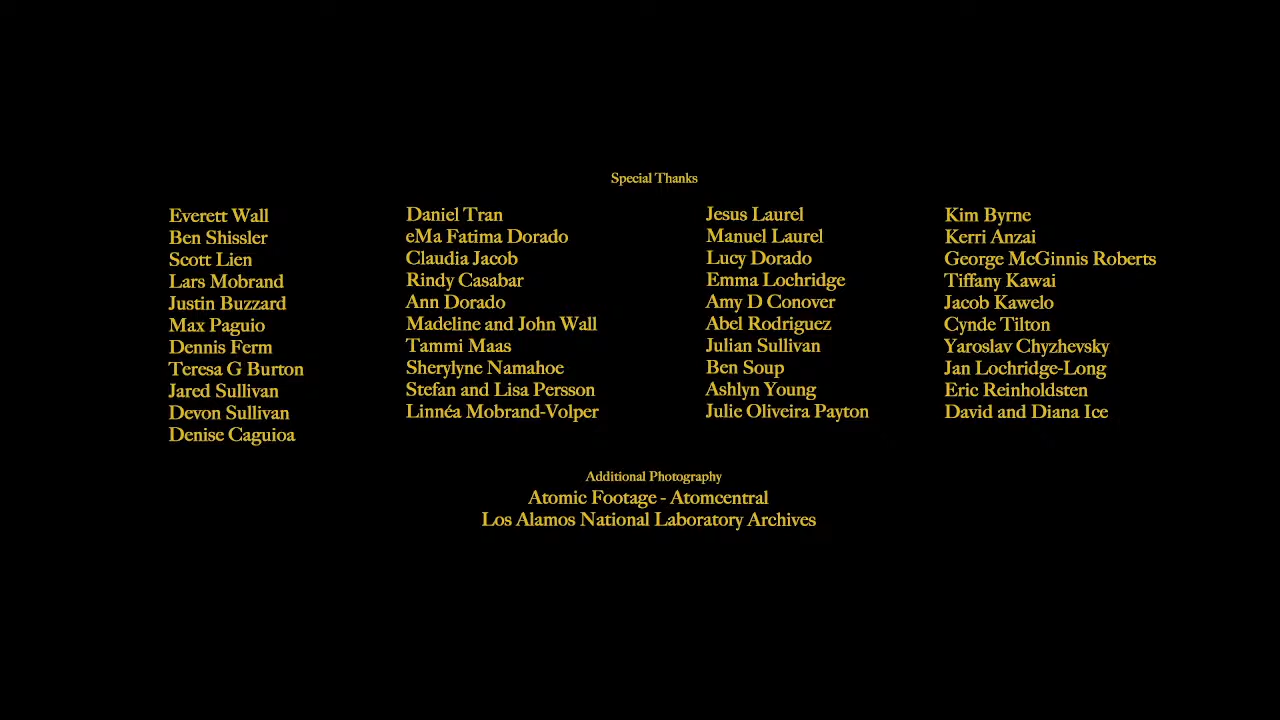 Special Thanks
Everett Wall
Ben Shissler
Scott Lien
Lars Mobrand
Justin Buzzard
Max Paguio
Dennis Ferm
Teresa G Burton
Jared Sullivan
Devon Sullivan
Denise Caguioa
Daniel Tran
eMa Fatima Dorado
Claudia Jacob
Rindy Casabar
Ann Dorado
Madeline and John Wall
Tammi Maas
Sherylyne Namahoe
Stefan and Lisa Persson
Linnéa Mobrand-Volper
Jesus Laurel
Manuel Laurel
Lucy Dorado
Emma Lochridge
Amy D Conover
Abel Rodriguez
Julian Sullivan
Ben Soup
Ashlyn Young
Julie Oliveira Payton
Kim Byrne
Kerri Anzai
George McGinnis Roberts
Tiffany Kawai
Jacob Kawelo
Cynde Tilton
Yaroslav Chyzhevsky
Jan Lochridge-Long
Eric Reinholdsten
David and Diana Ice
Additional Photography
Atomic Footage - Atomcentral
Los Alamos National Laboratory Archives